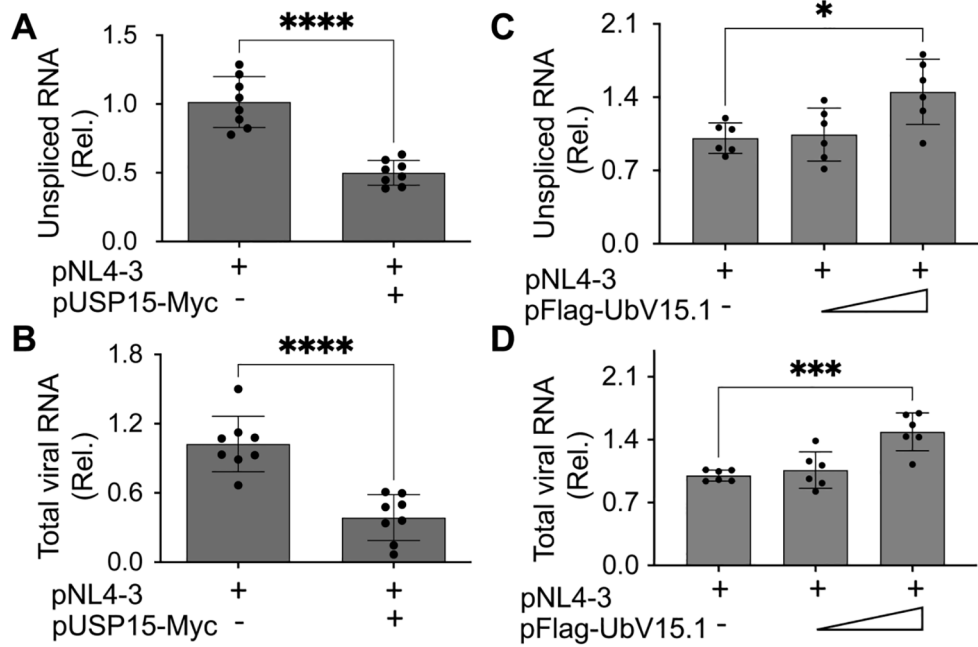 A
Unspliced RNA
(Rel.)
****
1.5
1.0
0.5
0.0
pNL4-3 + +
pUSP15-Myc - +
B
Total viral RNA
(Rel.)
****
1.8
1.2
0.6
0.0
pNL4-3 + +
pUSP15-Myc - +
C
Unspliced RNA
(Rel.)
*
2.1
1.4
0.7
0.0
pNL4-3 + + +
pFlag-UbV15.1 -
D
Total viral RNA
(Rel.)
***
2.1
1.4
0.7
0.0
pNL4-3 + + +
pFlag-UbV15.1 -